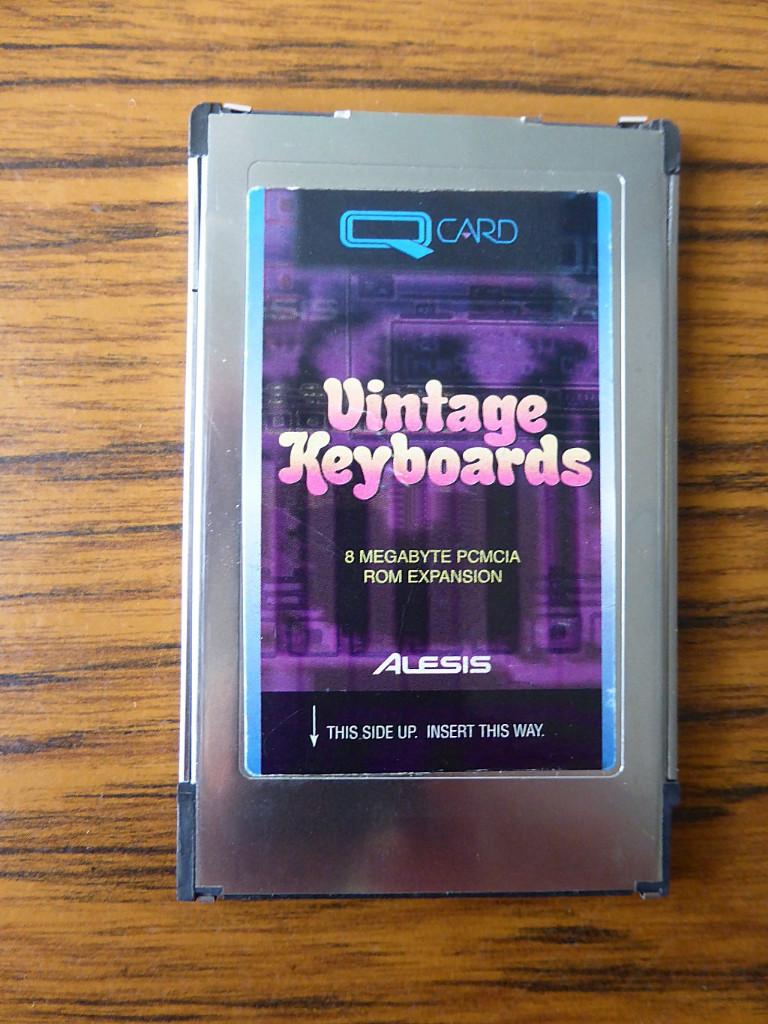 Q CARD
Vintage
Keyboards
8 MEGABYTE PCMCIA
ROM EXPANSION
ALESIS
THIS SIDE UP. INSERT THIS WAY.